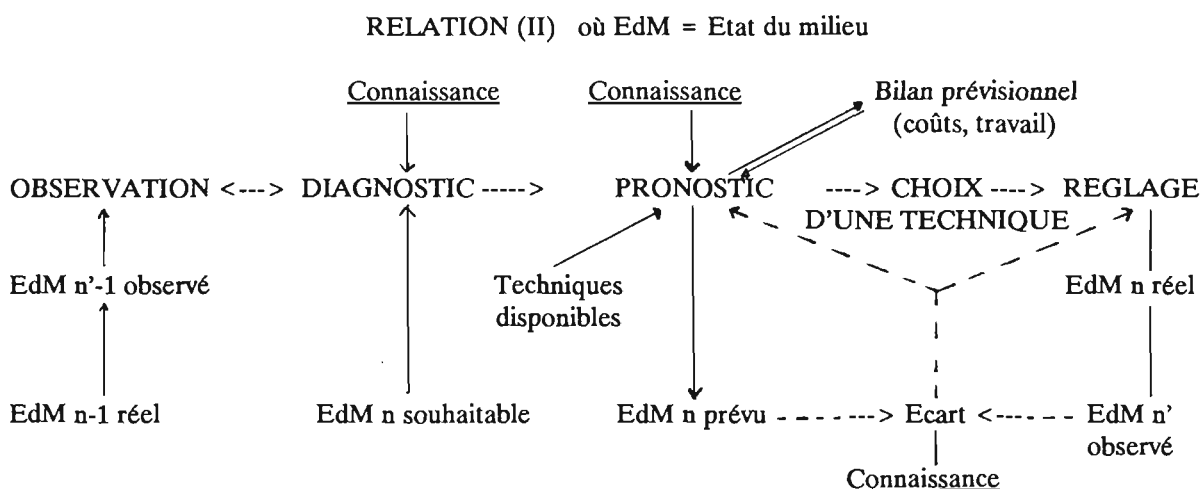 RELATION (II) où EdM = Etat du milieu
Connaissance
Connaissance
Bilan prévisionnel
(coûts, travail)
OBSERVATION <---> DIAGNOSTIC -----> PRONOSTIC ----> CHOIX ----> REGLAGE
D'UNE TECHNIQUE
EdM n'-1 observé
Techniques
disponibles
EdM n réel
EdM n-1 réel
EdM n souhaitable
EdM n prévu - - - - ---> Ecart <----- - - EdM n'
observé
Connaissance